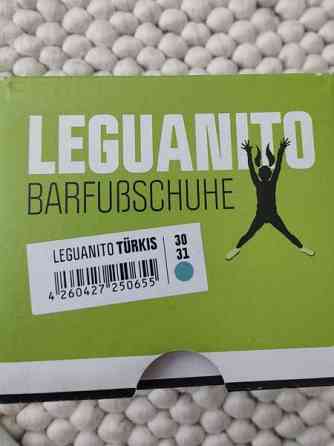 LEGUANITO
BARFUßSCHUHE
LEGUANITO TÜRKIS
30
31
4 260427 250655